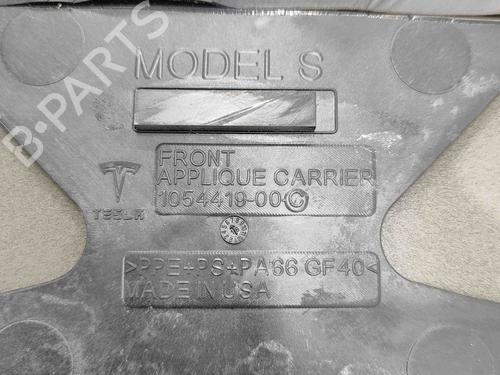 B-PARTS
MODEL S
FRONT
APPLIQUE CARRIER
1054419-00 C
TESLA
>PPE+PS+PA66 GF40<
MADE IN USA